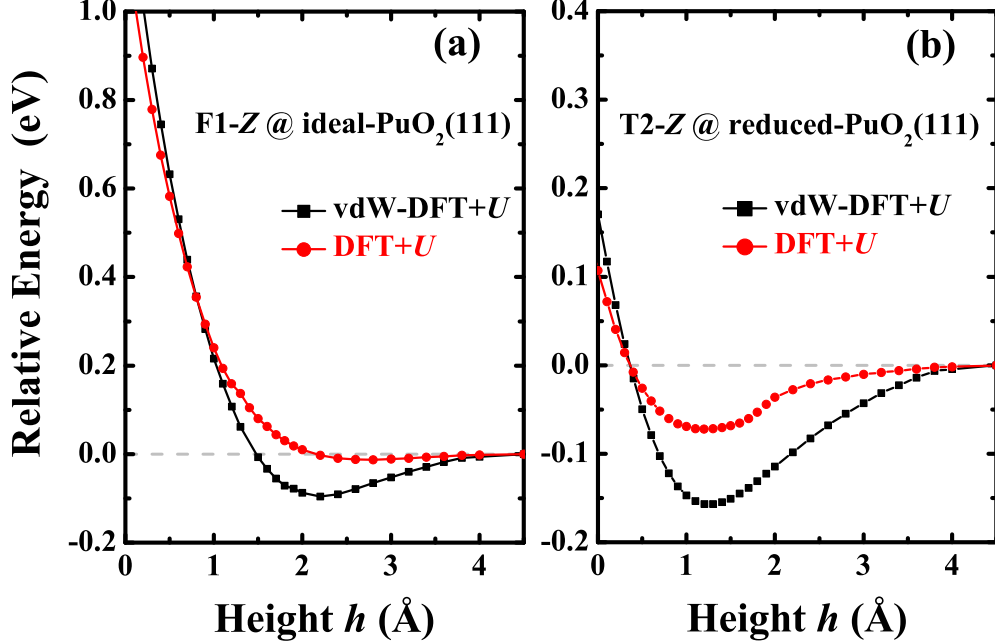 Relative Energy (eV)
1.0
0.8
0.6
0.4
0.2
0.0
-0.2
(a)
F1-Z @ ideal-PuO₂(111)
vdW-DFT+U
DFT+U
0 1 2 3 4
Height h (Å)
0.4
0.3
0.2
0.1
0.0
-0.1
-0.2
(b)
T2-Z @ reduced-PuO₂(111)
vdW-DFT+U
DFT+U
0 1 2 3 4
Height h (Å)